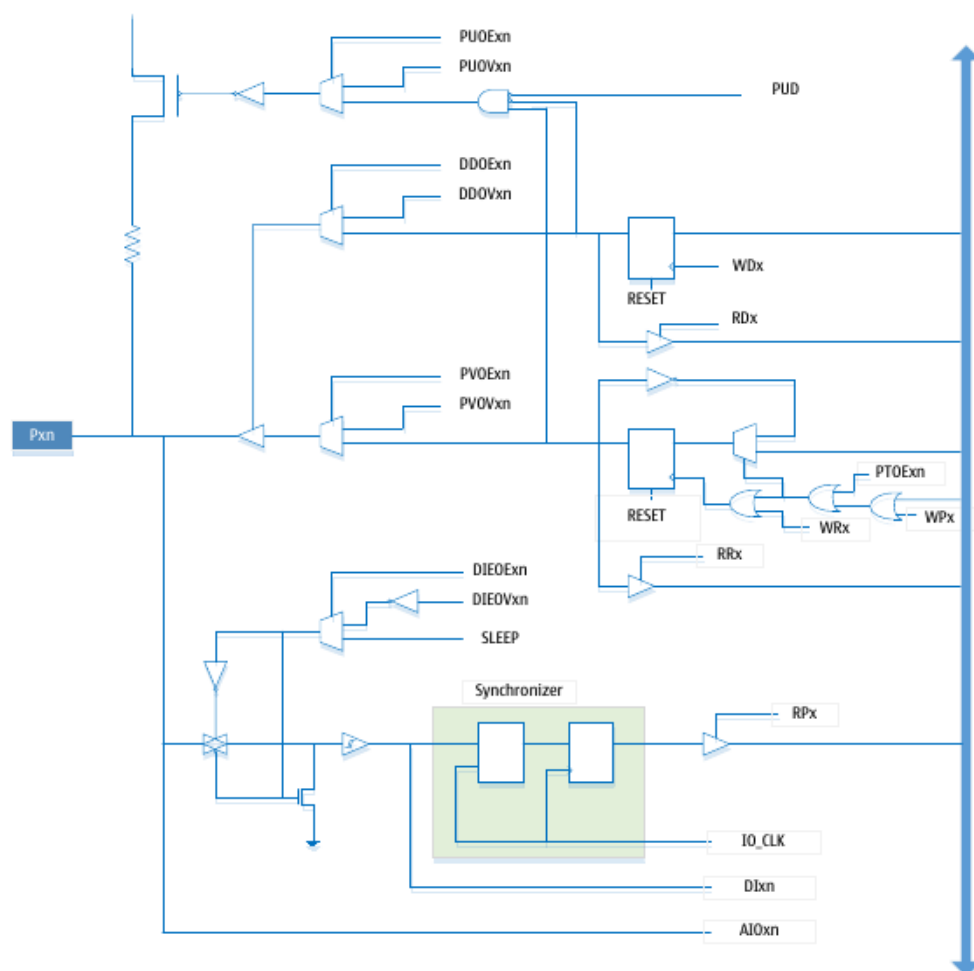 PUOExn
PUOVxn
PUD
DDOExn
DDOVxn
WDx
RESET
RDx
PVOExn
PVOVxn
Pxn
PTOExn
RESET
WRx
WPx
RRx
DIEOExn
DIEOVxn
SLEEP
Synchronizer
RPx
IO_CLK
DIxn
AIOxn